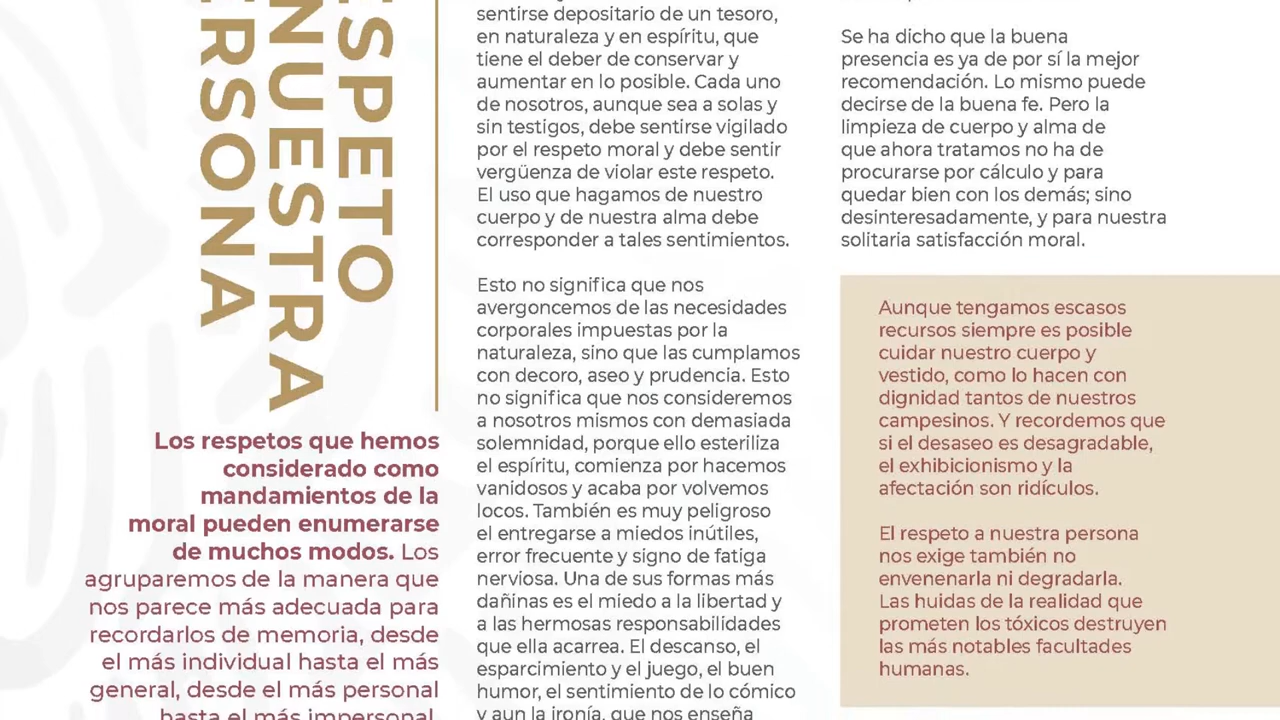 ESPETO
NUESTRA
ERSONA
Los respetos que hemos
considerado como
mandamientos de la
moral pueden enumerarse
de muchos modos. Los
agruparemos de la manera que
nos parece más adecuada para
recordarlos de memoria, desde
el más individual hasta el más
general, desde el más personal
hasta el más impersonal.
sentirse depositario de un tesoro,
en naturaleza y en espíritu, que
tiene el deber de conservar y
aumentar en lo posible. Cada uno
de nosotros, aunque sea a solas y
sin testigos, debe sentirse vigilado
por el respeto moral y debe sentir
vergüenza de violar este respeto.
El uso que hagamos de nuestro
cuerpo y de nuestra alma debe
corresponder a tales sentimientos.
Esto no significa que nos
avergoncemos de las necesidades
corporales impuestas por la
naturaleza, sino que las cumplamos
con decoro, aseo y prudencia. Esto
no significa que nos consideremos
a nosotros mismos con demasiada
solemnidad, porque ello esteriliza
el espíritu, comienza por hacemos
vanidosos y acaba por volvemos
locos. También es muy peligroso
el entregarse a miedos inútiles,
error frecuente y signo de fatiga
nerviosa. Una de sus formas más
dañinas es el miedo a la libertad y
a las hermosas responsabilidades
que ella acarrea. El descanso, el
esparcimiento y el juego, el buen
humor, el sentimiento de lo cómico
y aun la ironía, que nos enseña
Se ha dicho que la buena
presencia es ya de por sí la mejor
recomendación. Lo mismo puede
decirse de la buena fe. Pero la
limpieza de cuerpo y alma de
que ahora tratamos no ha de
procurarse por cálculo y para
quedar bien con los demás; sino
desinteresadamente, y para nuestra
solitaria satisfacción moral.
Aunque tengamos escasos
recursos siempre es posible
cuidar nuestro cuerpo y
vestido, como lo hacen con
dignidad tantos de nuestros
campesinos. Y recordemos que
si el desaseo es desagradable,
el exhibicionismo y la
afectación son ridículos.
El respeto a nuestra persona
nos exige también no
envenenarla ni degradarla.
Las huidas de la realidad que
prometen los tóxicos destruyen
las más notables facultades
humanas.